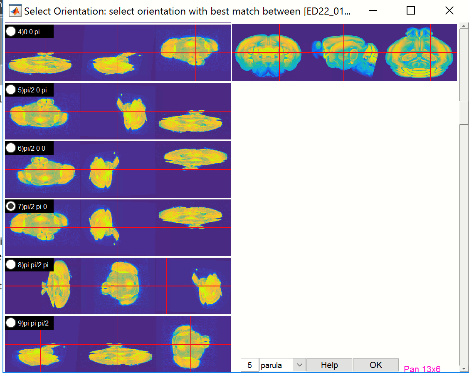 Select Orientation: select orientation with best match between [ED22_01...
4)0 0 pi
5)pi/2 0 pi
6)pi/2 0 0
7)pi/2 pi 0
8)pi pi/2 pi
9)pi pi pi/2
5 parula Help OK Pan 13x6